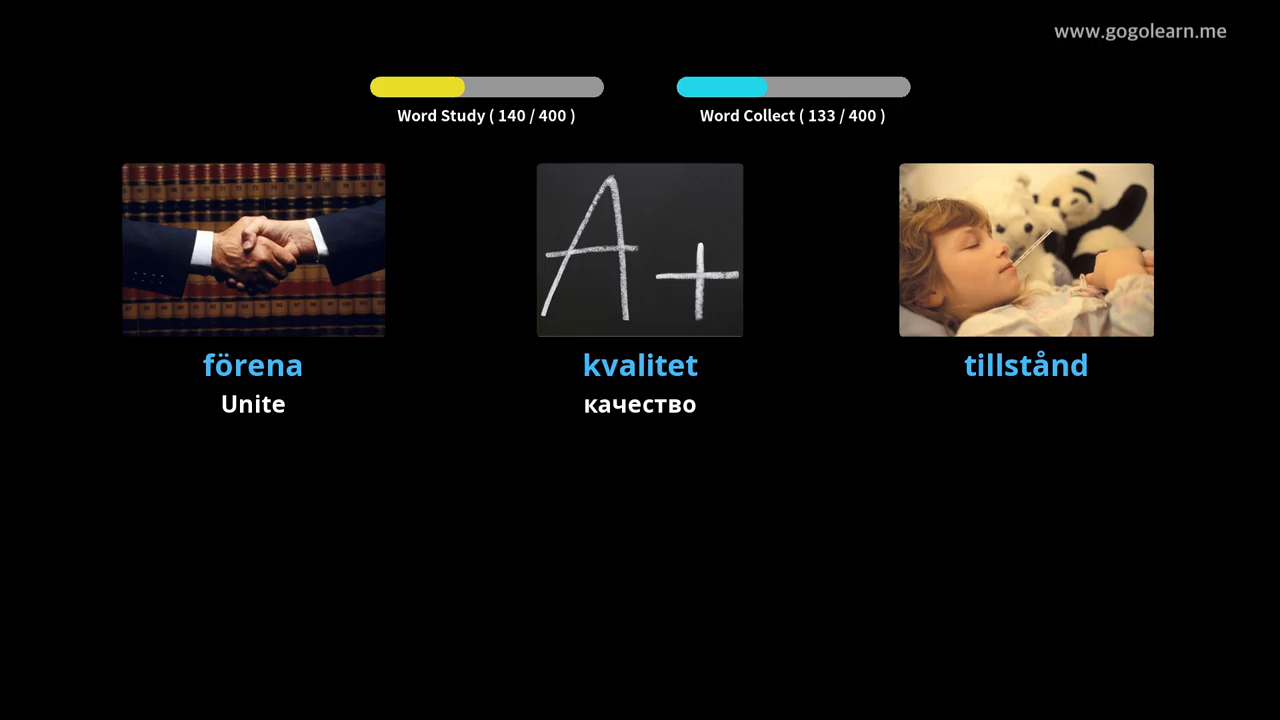 www.gogolearn.me
Word Study ( 140 / 400 )
Word Collect ( 133 / 400 )
A+
förena
kvalitet
tillstånd
Unite
качество